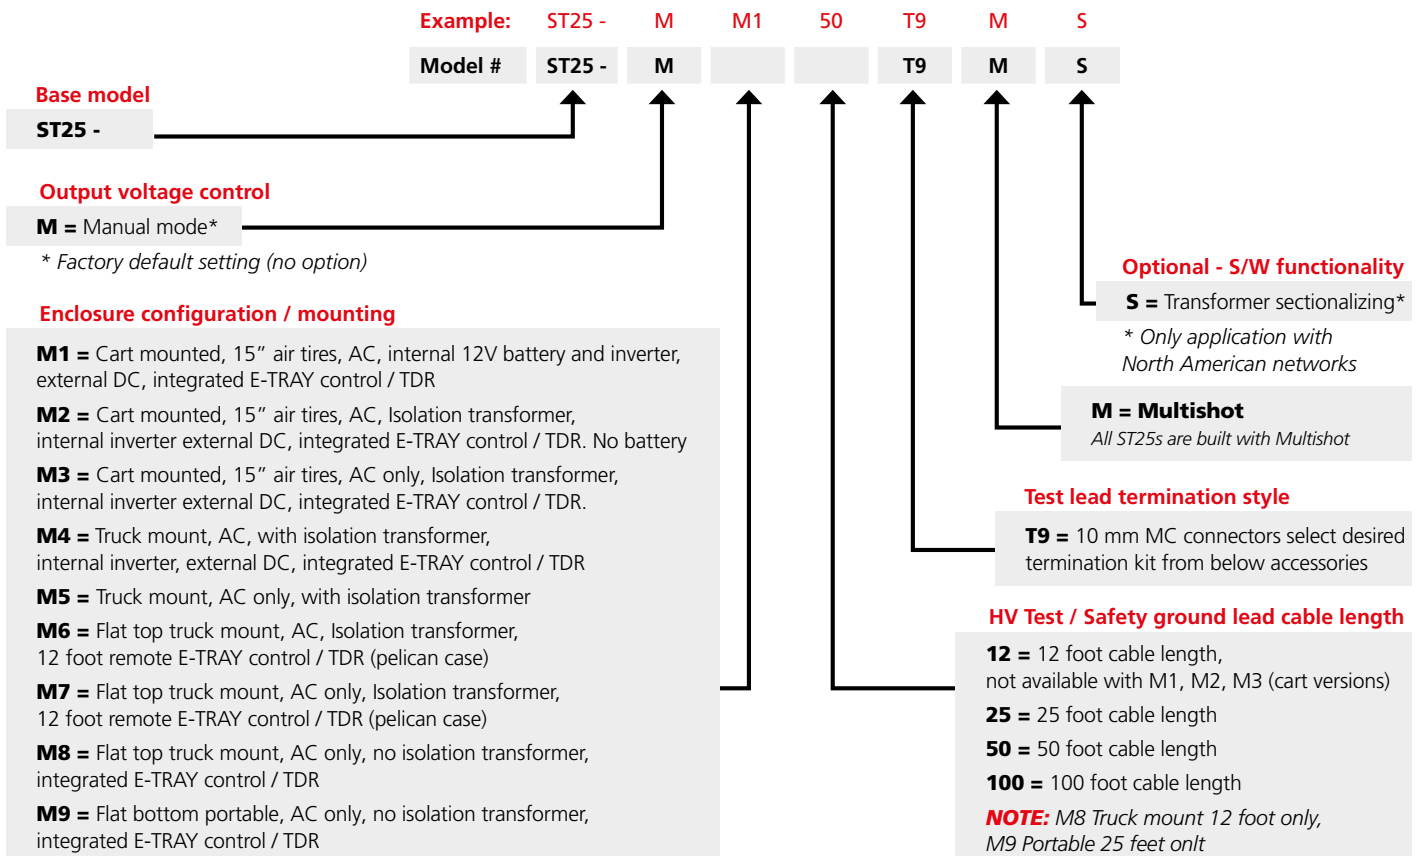 Example: ST25 - M M1 50 T9 M S
Model # ST25 - M T9 M S
Base model
ST25 -
Output voltage control
M = Manual mode*
* Factory default setting (no option)
Enclosure configuration / mounting
M1 = Cart mounted, 15” air tires, AC, internal 12V battery and inverter,
external DC, integrated E-TRAY control / TDR
M2 = Cart mounted, 15” air tires, AC, Isolation transformer,
internal inverter external DC, integrated E-TRAY control / TDR. No battery
M3 = Cart mounted, 15” air tires, AC only, Isolation transformer,
internal inverter external DC, integrated E-TRAY control / TDR.
M4 = Truck mount, AC, with isolation transformer,
internal inverter, external DC, integrated E-TRAY control / TDR
M5 = Truck mount, AC only, with isolation transformer
M6 = Flat top truck mount, AC, Isolation transformer,
12 foot remote E-TRAY control / TDR (pelican case)
M7 = Flat top truck mount, AC only, Isolation transformer,
12 foot remote E-TRAY control / TDR (pelican case)
M8 = Flat top truck mount, AC only, no isolation transformer,
integrated E-TRAY control / TDR
M9 = Flat bottom portable, AC only, no isolation transformer,
integrated E-TRAY control / TDR
Optional - S/W functionality
S = Transformer sectionalizing*
* Only application with
North American networks
M = Multishot
All ST25s are built with Multishot
Test lead termination style
T9 = 10 mm MC connectors select desired
termination kit from below accessories
HV Test / Safety ground lead cable length
12 = 12 foot cable length,
not available with M1, M2, M3 (cart versions)
25 = 25 foot cable length
50 = 50 foot cable length
100 = 100 foot cable length
NOTE: M8 Truck mount 12 foot only,
M9 Portable 25 feet onlt